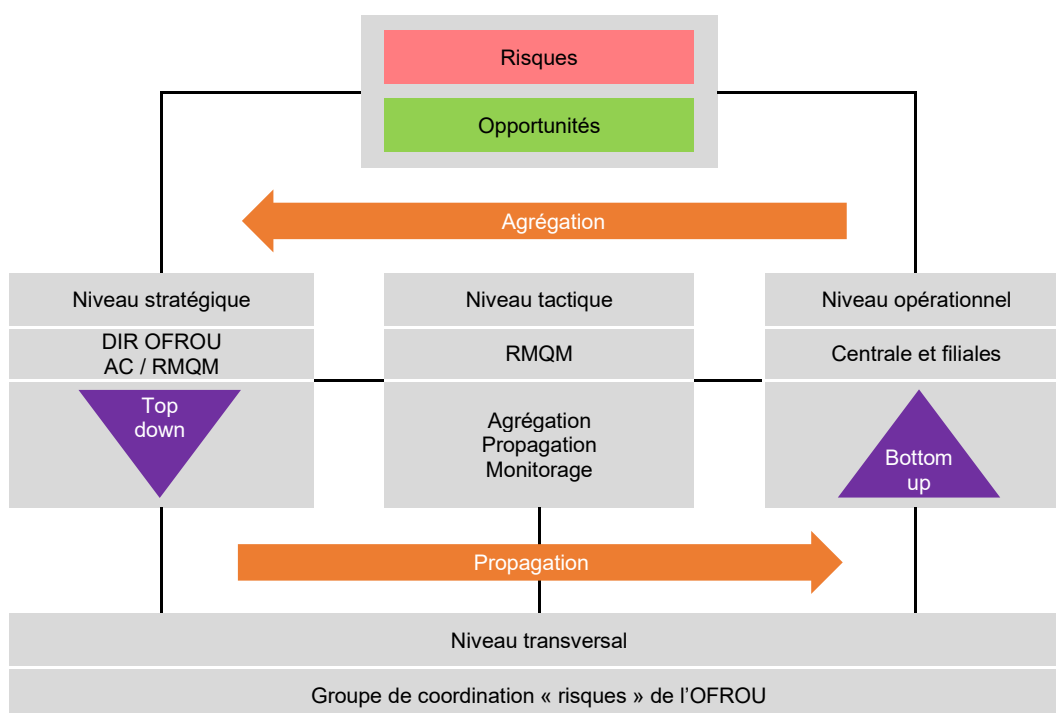 Risques
Opportunités
Agrégation
Niveau stratégique
Niveau tactique
Niveau opérationnel
DIR OFROU
AC / RMQM
RMQM
Centrale et filiales
Top
down
Agrégation
Propagation
Monitorage
Bottom
up
Propagation
Niveau transversal
Groupe de coordination « risques » de l’OFROU